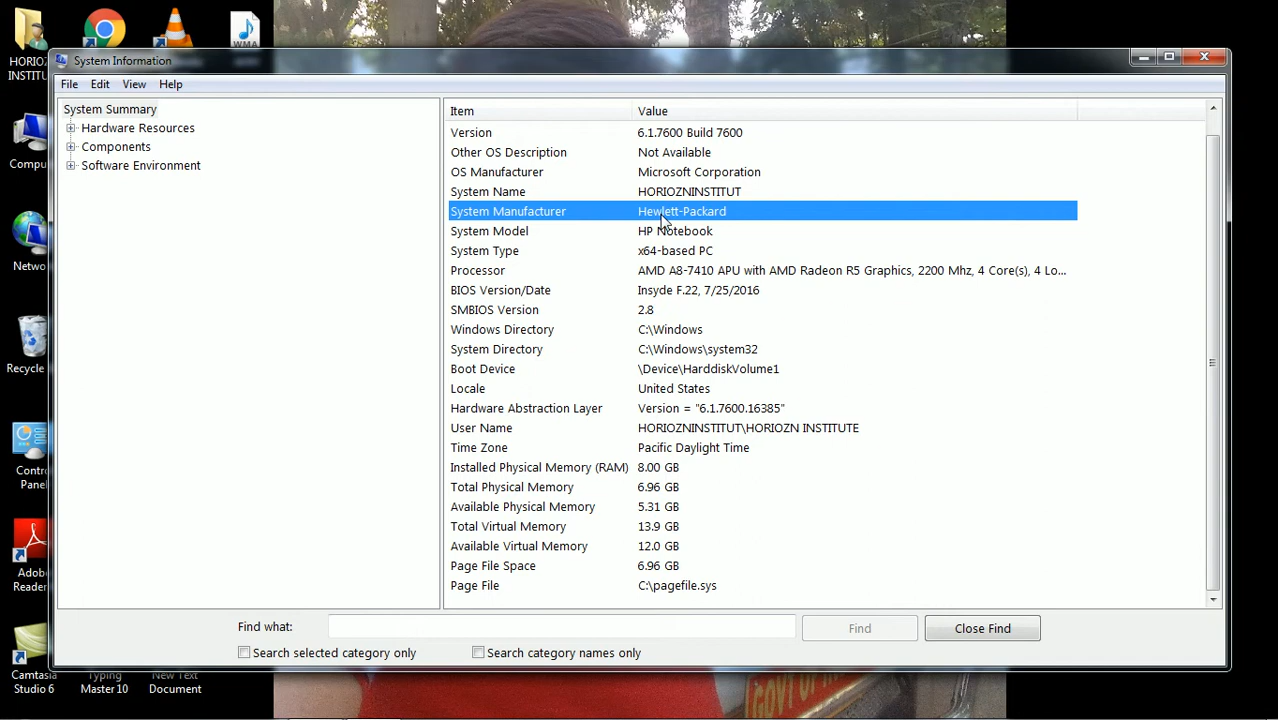 System Information
File Edit View Help
System Summary
Hardware Resources
Components
Software Environment
Item Value
Version 6.1.7600 Build 7600
Other OS Description Not Available
OS Manufacturer Microsoft Corporation
System Name HORIOZNINSTITUT
System Manufacturer Hewlett-Packard
System Model HP Notebook
System Type x64-based PC
Processor AMD A8-7410 APU with AMD Radeon R5 Graphics, 2200 Mhz, 4 Core(s), 4 Lo...
BIOS Version/Date Insyde F.22, 7/25/2016
SMBIOS Version 2.8
Windows Directory C:\Windows
System Directory C:\Windows\system32
Boot Device \Device\HarddiskVolume1
Locale United States
Hardware Abstraction Layer Version = "6.1.7600.16385"
User Name HORIOZNINSTITUT\HORIOZN INSTITUTE
Time Zone Pacific Daylight Time
Installed Physical Memory (RAM) 8.00 GB
Total Physical Memory 6.96 GB
Available Physical Memory 5.31 GB
Total Virtual Memory 13.9 GB
Available Virtual Memory 12.0 GB
Page File Space 6.96 GB
Page File C:\pagefile.sys
Find what: Find Close Find
Search selected category only Search category names only
WMA
HORIO
INSTIT
Compu
Netwo
Recycle
Contro
Panel
Adob
Reader
Camtasia
Studio 6
Typing
Master 10
New Text
Document
GOVT OF